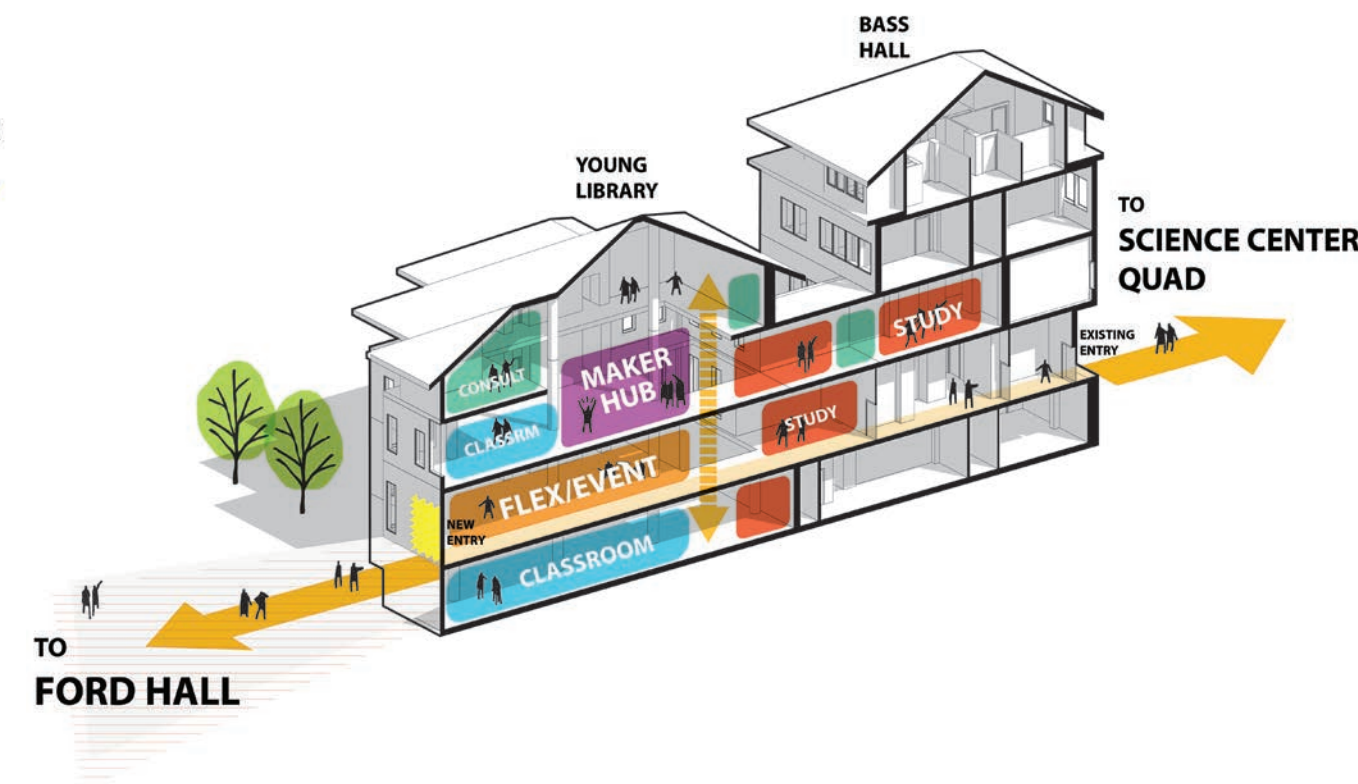 BASS
HALL
YOUNG
LIBRARY
TO
SCIENCE CENTER
QUAD
EXISTING
ENTRY
STUDY
MAKER
HUB
CONSULT
STUDY
CLASSRM
FLEX/EVENT
NEW
ENTRY
CLASSROOM
TO
FORD HALL